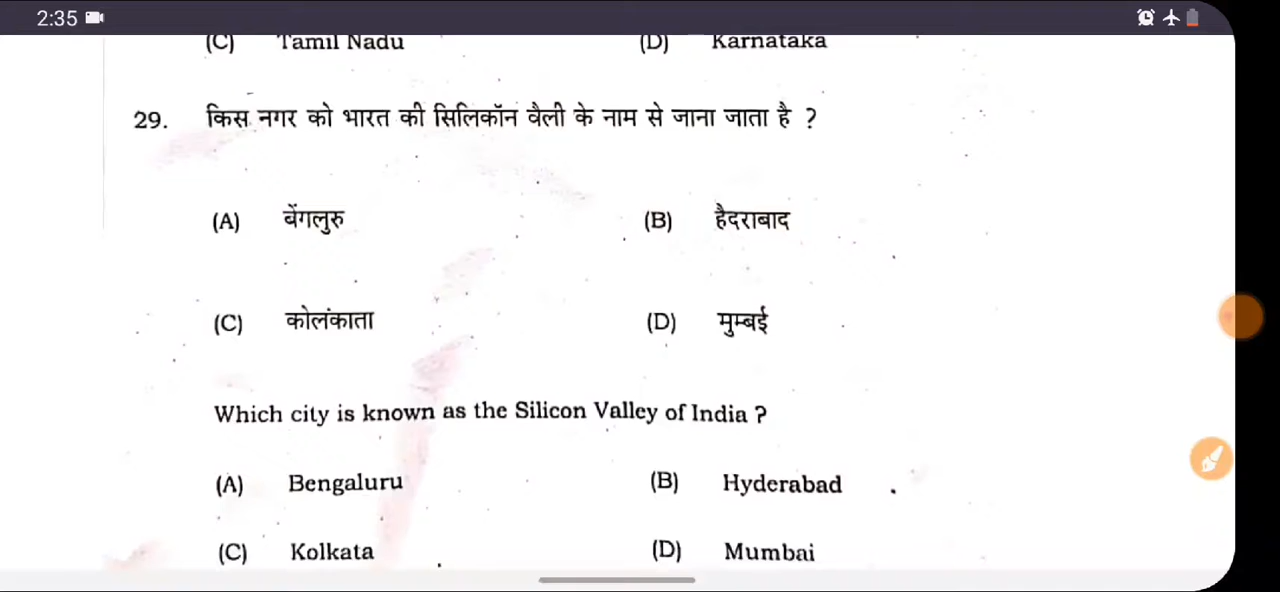 2:35
(C) Tamil Nadu (D) Karnataka
29. किस नगर को भारत की सिलिकॉन वैली के नाम से जाना जाता है ?
(A) बेंगलुरु (B) हैदराबाद
(C) कोलंकाता (D) मुम्बई
Which city is known as the Silicon Valley of India ?
(A) Bengaluru (B) Hyderabad
(C) Kolkata (D) Mumbai